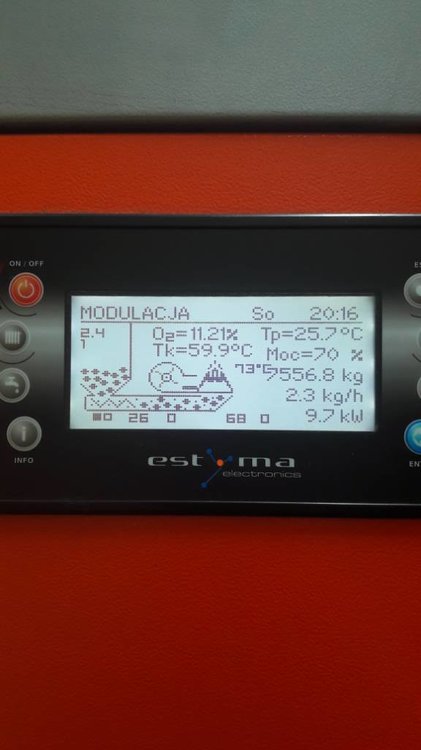 ON / OFF
MODULACJA So 20:16
2.4 O2=11.21% Tp=25.7°C
1 Tk=59.9°C Moc=70 %
73°C 7556.8 kg
2.3 kg/h
26 0 68 0 9.7 kW
INFO
estyma
electronics